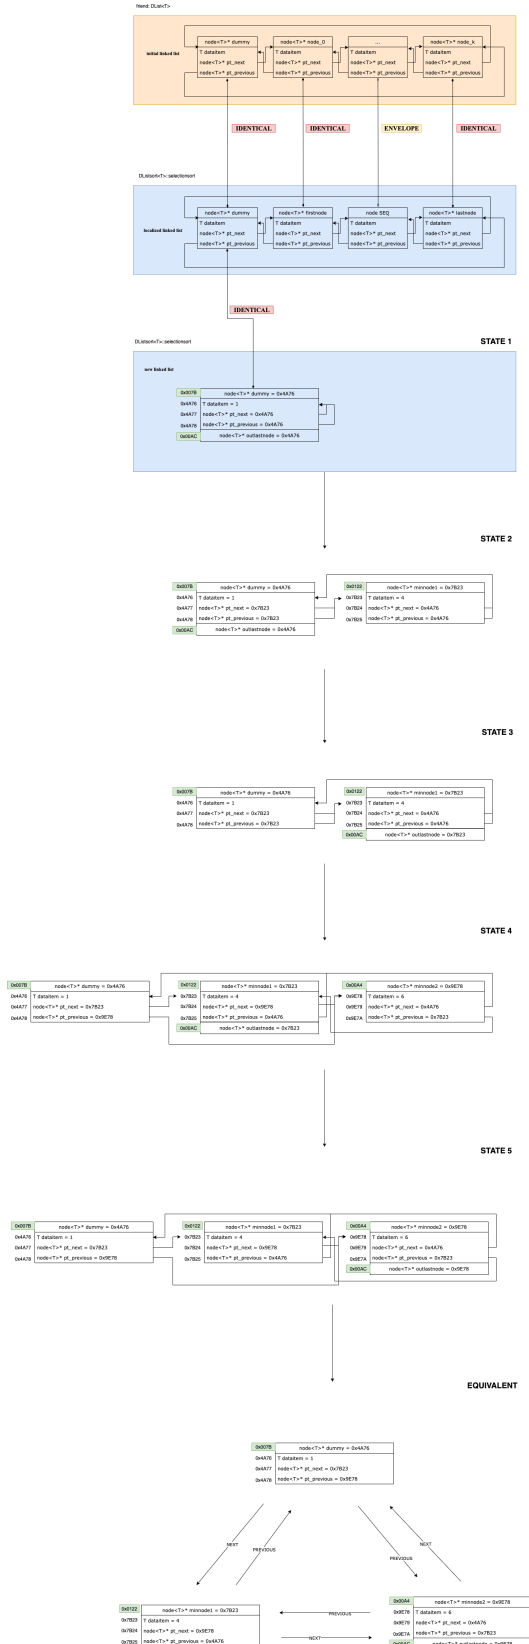 friend: DList<T>
initial linked list
node<T>* dummy
T dataitem
node<T>* pt_next
node<T>* pt_previous
node<T>* node_0
T dataitem
node<T>* pt_next
node<T>* pt_previous
...
T dataitem
node<T>* pt_next
node<T>* pt_previous
node<T>* node_k
T dataitem
node<T>* pt_next
node<T>* pt_previous
IDENTICAL
IDENTICAL
ENVELOPE
IDENTICAL
DListsort<T>::selectionsort
localized linked list
node<T>* dummy
T dataitem
node<T>* pt_next
node<T>* pt_previous
node<T>* firstnode
T dataitem
node<T>* pt_next
node<T>* pt_previous
node SEQ
T dataitem
node<T>* pt_next
node<T>* pt_previous
node<T>* lastnode
T dataitem
node<T>* pt_next
node<T>* pt_previous
IDENTICAL
STATE 1
DListsort<T>::selectionsort
new linked list
0x007B node<T>* dummy = 0x4A76
0x4A76 T dataitem = 1
0x4A77 node<T>* pt_next = 0x4A76
0x4A78 node<T>* pt_previous = 0x4A76
0x00AC node<T>* outlastnode = 0x4A76
STATE 2
0x007B node<T>* dummy = 0x4A76
0x4A76 T dataitem = 1
0x4A77 node<T>* pt_next = 0x7B23
0x4A78 node<T>* pt_previous = 0x7B23
0x00AC node<T>* outlastnode = 0x4A76
0x0122 node<T>* minnode1 = 0x7B23
0x7B23 T dataitem = 4
0x7B24 node<T>* pt_next = 0x4A76
0x7B25 node<T>* pt_previous = 0x4A76
STATE 3
0x007B node<T>* dummy = 0x4A76
0x4A76 T dataitem = 1
0x4A77 node<T>* pt_next = 0x7B23
0x4A78 node<T>* pt_previous = 0x7B23
0x0122 node<T>* minnode1 = 0x7B23
0x7B23 T dataitem = 4
0x7B24 node<T>* pt_next = 0x4A76
0x7B25 node<T>* pt_previous = 0x4A76
0x00AC node<T>* outlastnode = 0x7B23
STATE 4
0x007B node<T>* dummy = 0x4A76
0x4A76 T dataitem = 1
0x4A77 node<T>* pt_next = 0x7B23
0x4A78 node<T>* pt_previous = 0x9E78
0x0122 node<T>* minnode1 = 0x7B23
0x7B23 T dataitem = 4
0x7B24 node<T>* pt_next = 0x9E78
0x7B25 node<T>* pt_previous = 0x4A76
0x00AC node<T>* outlastnode = 0x7B23
0x00A4 node<T>* minnode2 = 0x9E78
0x9E78 T dataitem = 6
0x9E79 node<T>* pt_next = 0x4A76
0x9E7A node<T>* pt_previous = 0x7B23
STATE 5
0x007B node<T>* dummy = 0x4A76
0x4A76 T dataitem = 1
0x4A77 node<T>* pt_next = 0x7B23
0x4A78 node<T>* pt_previous = 0x9E78
0x0122 node<T>* minnode1 = 0x7B23
0x7B23 T dataitem = 4
0x7B24 node<T>* pt_next = 0x9E78
0x7B25 node<T>* pt_previous = 0x4A76
0x00A4 node<T>* minnode2 = 0x9E78
0x9E78 T dataitem = 6
0x9E79 node<T>* pt_next = 0x4A76
0x9E7A node<T>* pt_previous = 0x7B23
0x00AC node<T>* outlastnode = 0x9E78
EQUIVALENT
0x007B node<T>* dummy = 0x4A76
0x4A76 T dataitem = 1
0x4A77 node<T>* pt_next = 0x7B23
0x4A78 node<T>* pt_previous = 0x9E78
NEXT
PREVIOUS
PREVIOUS
NEXT
0x0122 node<T>* minnode1 = 0x7B23
0x7B23 T dataitem = 4
0x7B24 node<T>* pt_next = 0x9E78
0x7B25 node<T>* pt_previous = 0x4A76
PREVIOUS
NEXT
0x00A4 node<T>* minnode2 = 0x9E78
0x9E78 T dataitem = 6
0x9E79 node<T>* pt_next = 0x4A76
0x9E7A node<T>* pt_previous = 0x7B23